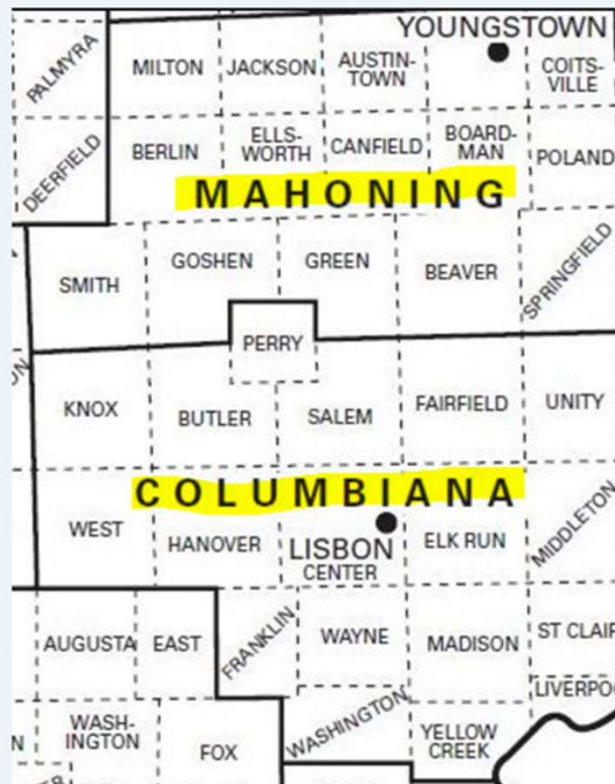 YOUNGSTOWN
PALMYRA
MILTON
JACKSON
AUSTIN-
TOWN
COITS-
VILLE
DEERFIELD
BERLIN
ELLS-
WORTH
CANFIELD
BOARD-
MAN
POLAND
MAHONING
SMITH
GOSHEN
GREEN
BEAVER
SPRINGFIELD
PERRY
KNOX
BUTLER
SALEM
FAIRFIELD
UNITY
COLUMBIANA
WEST
HANOVER
LISBON
CENTER
ELK RUN
MIDDLETON
AUGUSTA
EAST
FRANKLIN
WAYNE
MADISON
ST CLAIR
LIVERPO
WASH-
INGTON
FOX
WASHINGTON
YELLOW
CREEK